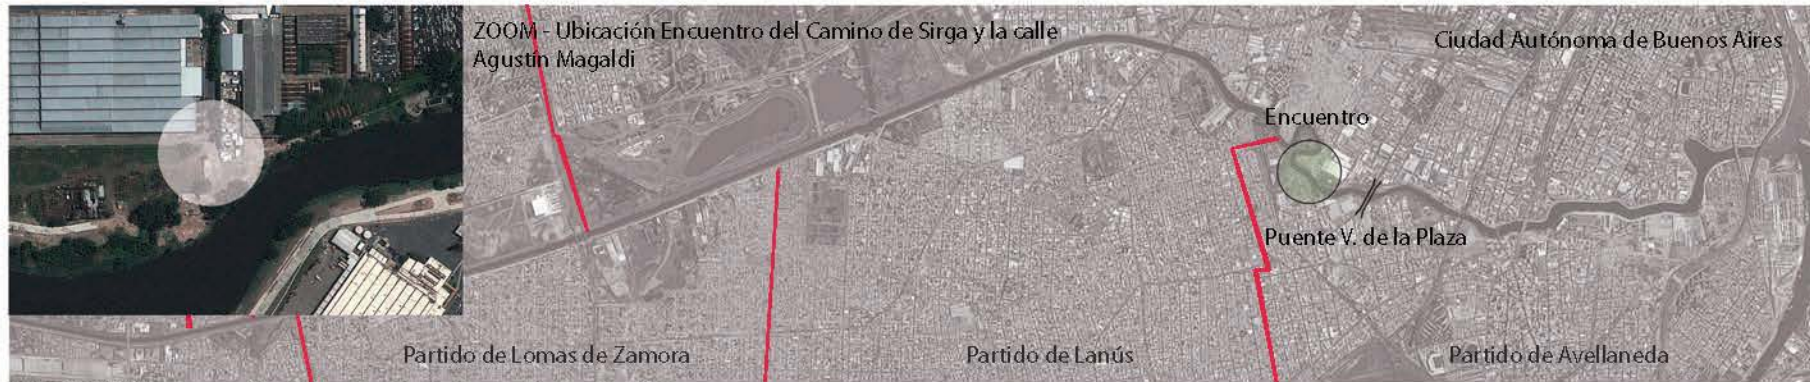 ZOOM - Ubicación Encuentro del Camino de Sirga y la calle
Agustín Magaldi
Ciudad Autónoma de Buenos Aires
Encuentro
Puente V. de la Plaza
Partido de Lomas de Zamora
Partido de Lanús
Partido de Avellaneda